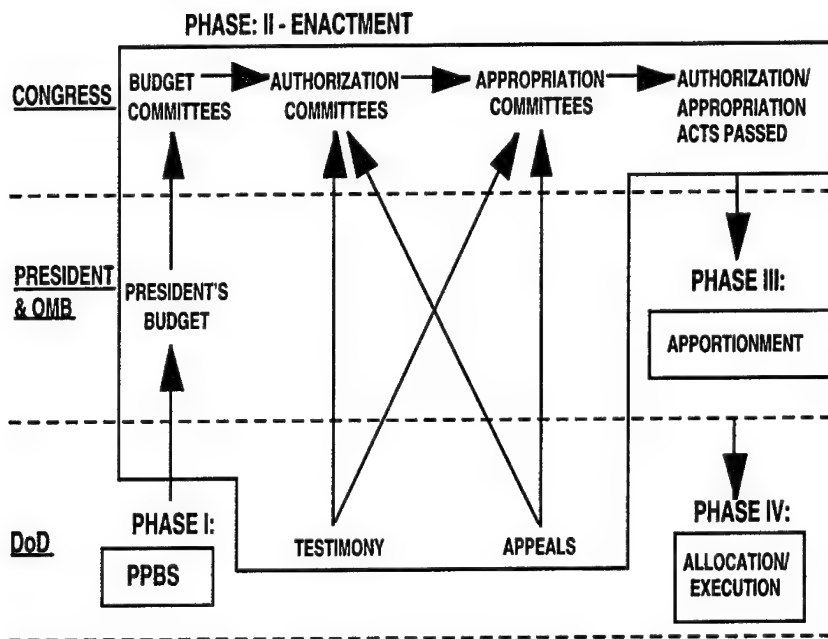 PHASE: II - ENACTMENT
CONGRESS
BUDGET
COMMITTEES
AUTHORIZATION
COMMITTEES
APPROPRIATION
COMMITTEES
AUTHORIZATION/
APPROPRIATION
ACTS PASSED
PRESIDENT
& OMB
PRESIDENT'S
BUDGET
PHASE III:
APPORTIONMENT
DoD
PHASE I:
PPBS
TESTIMONY
APPEALS
PHASE IV:
ALLOCATION/
EXECUTION